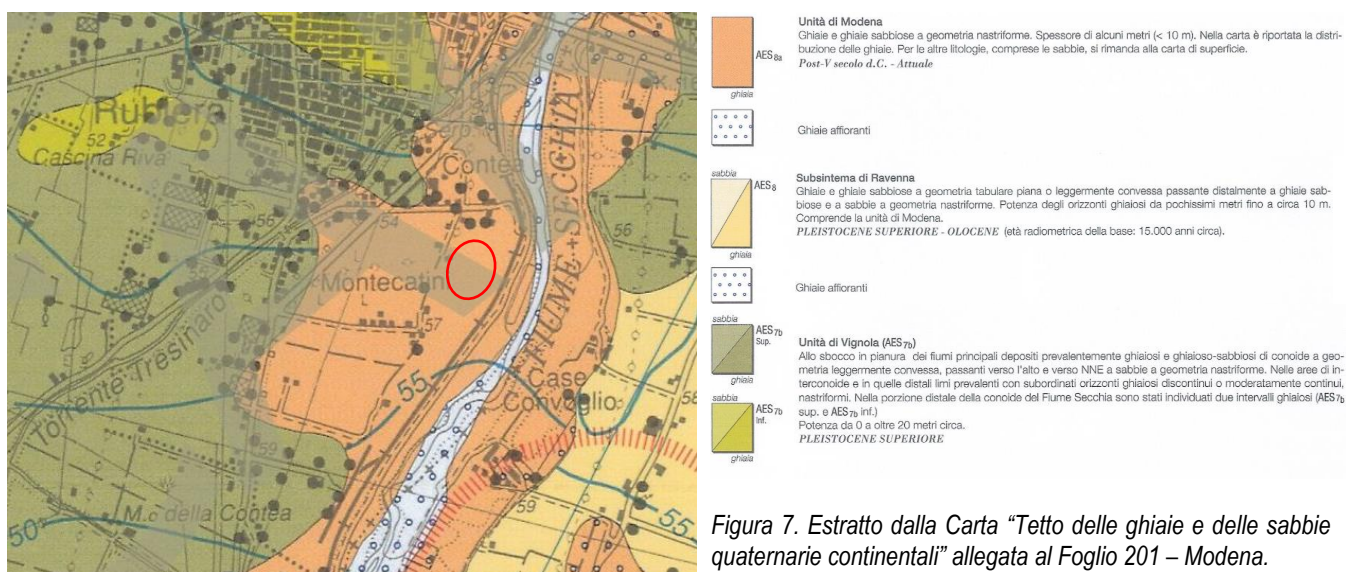 Rubiera
52
Cascina Riva
Contea
56
54
56
Montecatin
57
FIUME SECCHIA
58
Torrente Tresinaro
55
Case
Convoglio
59
59
M.o della Contea
50
55
AES8a
ghiaia
Unità di Modena
Ghiaie e ghiaie sabbiose a geometria nastriforme. Spessore di alcuni metri (< 10 m). Nella carta è riportata la distri-
buzione delle ghiaie. Per le altre litologie, comprese le sabbie, si rimanda alla carta di superficie.
Post-V secolo d.C. - Attuale
Ghiaie affioranti
sabbia
AES8
ghiaia
Subsintema di Ravenna
Ghiaie e ghiaie sabbiose a geometria tabulare piana o leggermente convessa passante distalmente a ghiaie sab-
biose e a sabbie a geometria nastriforme. Potenza degli orizzonti ghiaiosi da pochissimi metri fino a circa 10 m.
Comprende la unità di Modena.
PLEISTOCENE SUPERIORE - OLOCENE (età radiometrica della base: 15.000 anni circa).
Ghiaie affioranti
sabbia
AES7b
Sup.
ghiaia
sabbia
AES7b
Inf.
ghiaia
Unità di Vignola (AES7b)
Allo sbocco in pianura dei fiumi principali depositi prevalentemente ghiaiosi e ghiaioso-sabbiosi di conoide a geo-
metria leggermente convessa, passanti verso l'alto e verso NNE a sabbie a geometria nastriforme. Nelle aree di in-
terconoide e in quelle distali limi prevalenti con subordinati orizzonti ghiaiosi discontinui o moderatamente continui,
nastriformi. Nella porzione distale della conoide del Fiume Secchia sono stati individuati due intervalli ghiaiosi (AES7b
sup. e AES7b inf.)
Potenza da 0 a oltre 20 metri circa.
PLEISTOCENE SUPERIORE
Figura 7. Estratto dalla Carta “Tetto delle ghiaie e delle sabbie
quaternarie continentali” allegata al Foglio 201 – Modena.